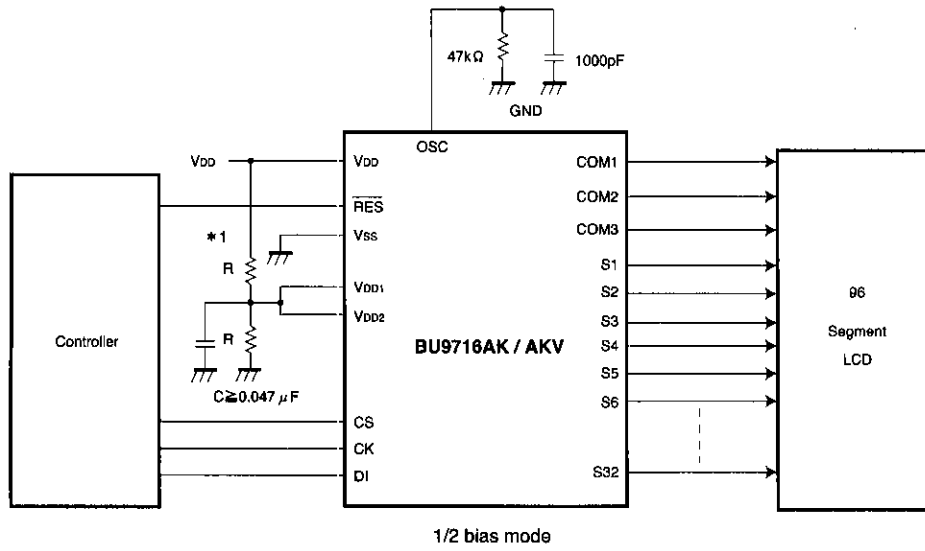 47kΩ
1000pF
GND
OSC
VDD
VDD
COM1
COM2
RES
VSS
COM3
*1
R
S1
VDD1
S2
VDD2
S3
Controller
R
BU9716AK / AKV
S4
96
Segment
LCD
S5
C≧0.047 μF
S6
CS
CK
DI
S32
1/2 bias mode